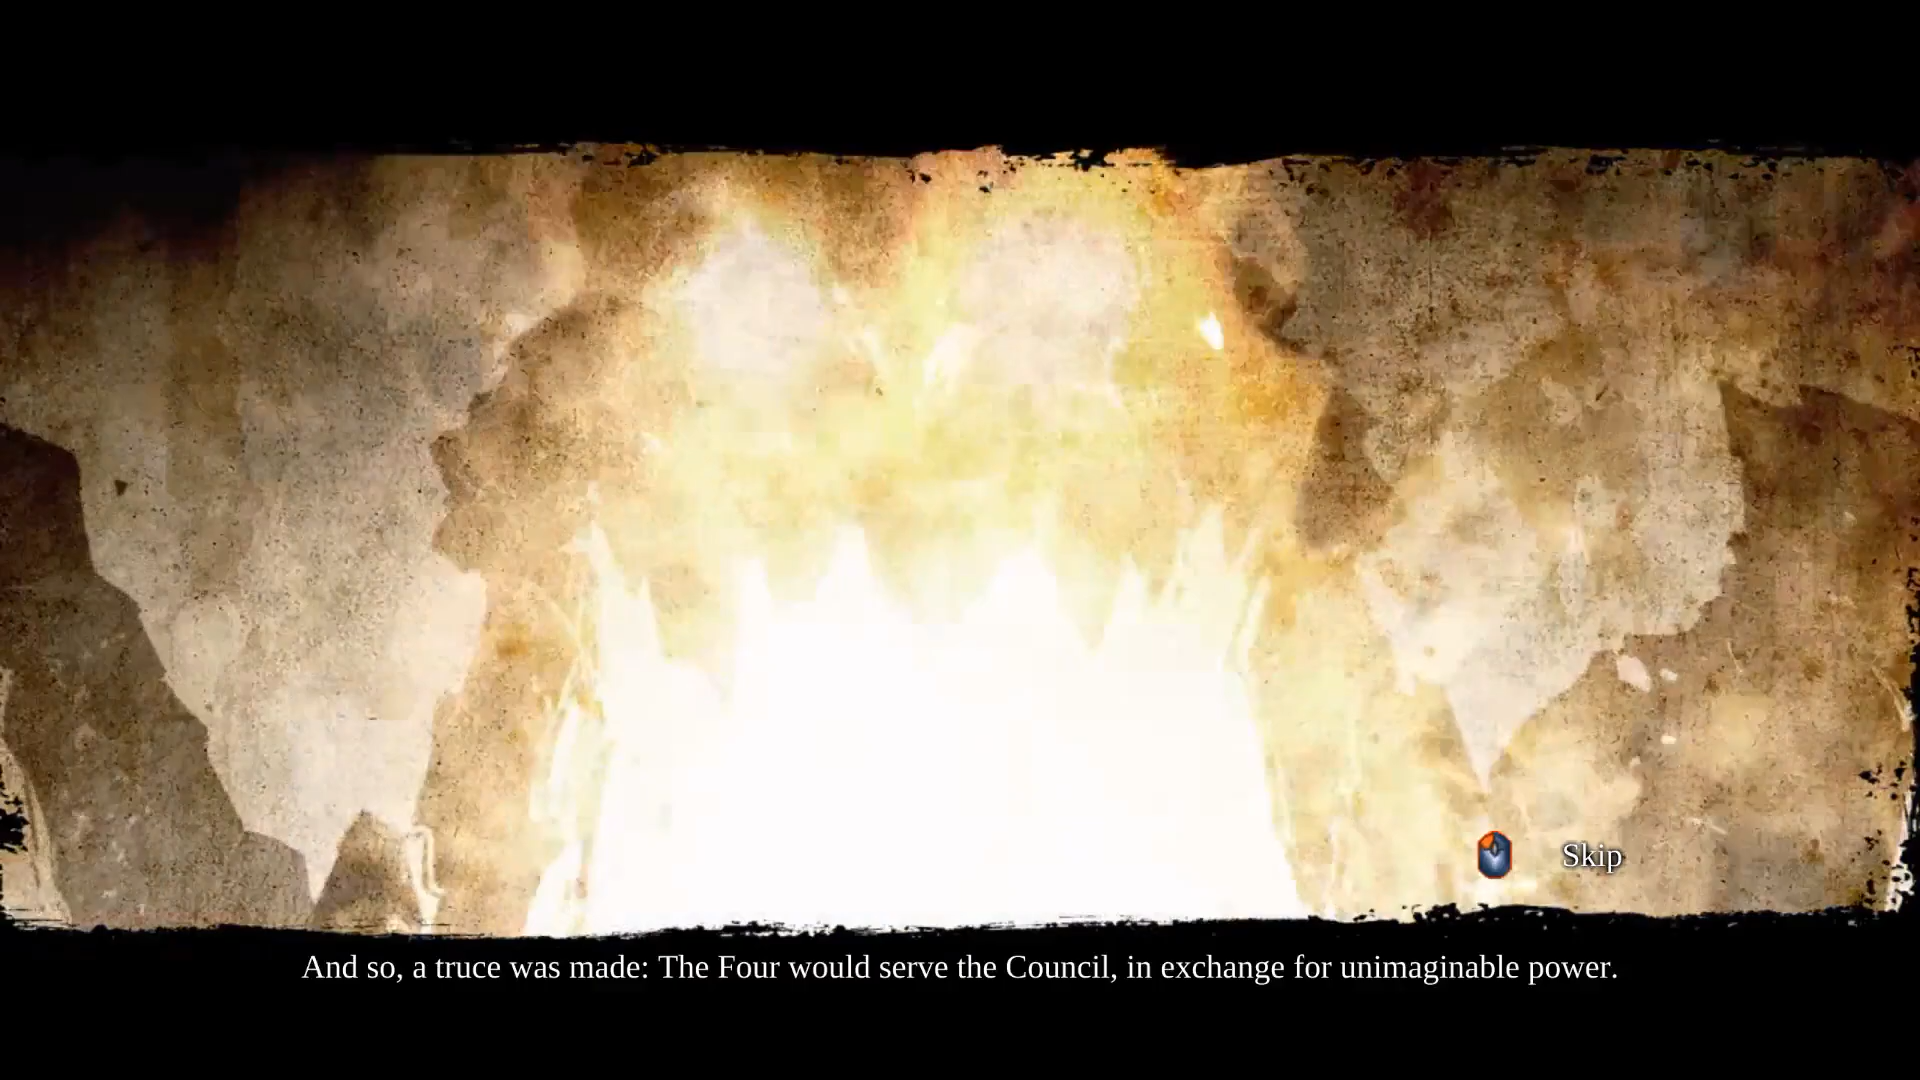 Skip
And so, a truce was made: The Four would serve the Council, in exchange for unimaginable power.